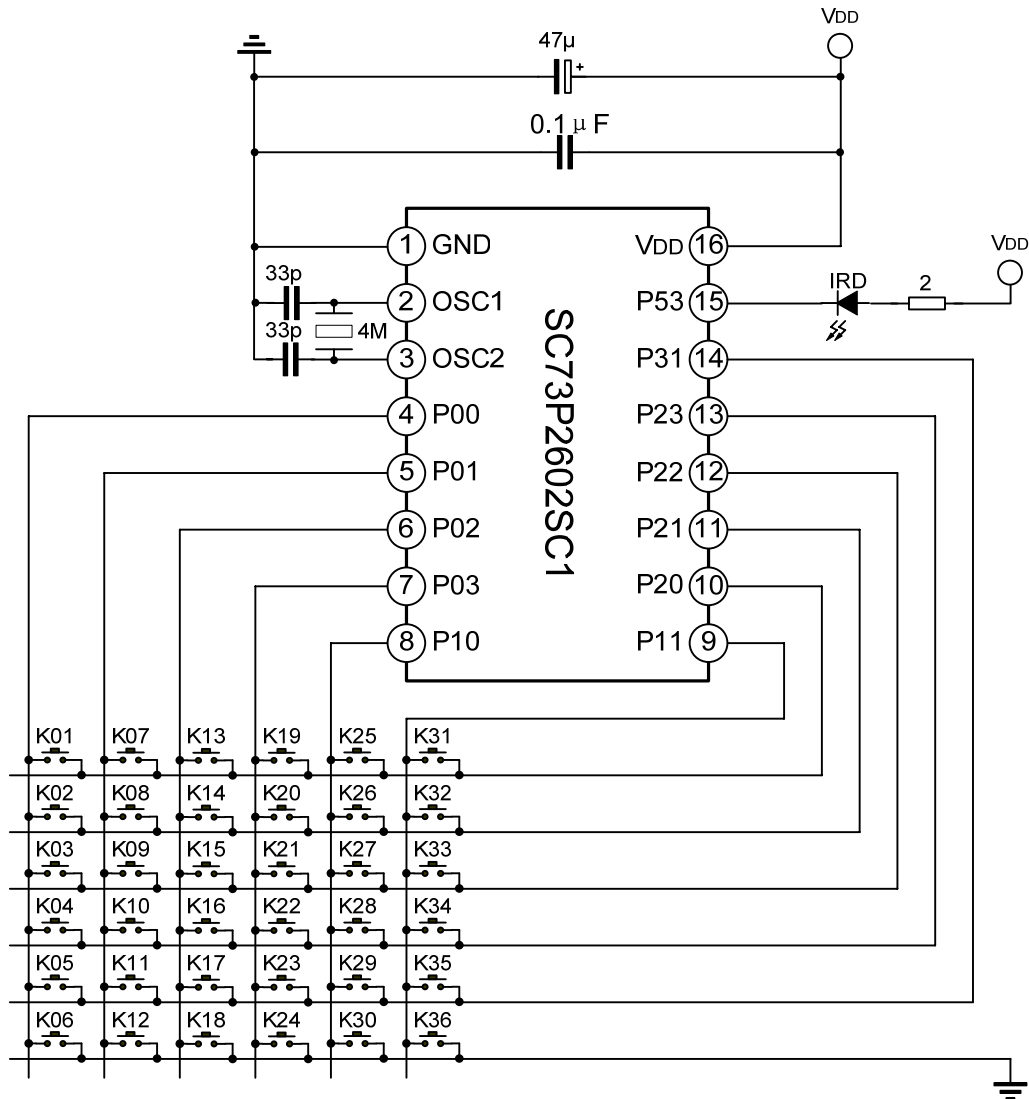 VDD
47μ
+
0.1 μ F
1 GND VDD 16
VDD
33p
2 OSC1 P53 15
IRD
2
33p
4M
3 OSC2 P31 14
SC73P2602SC1
4 P00 P23 13
5 P01 P22 12
6 P02 P21 11
7 P03 P20 10
8 P10 P11 9
K01 K07 K13 K19 K25 K31
K02 K08 K14 K20 K26 K32
K03 K09 K15 K21 K27 K33
K04 K10 K16 K22 K28 K34
K05 K11 K17 K23 K29 K35
K06 K12 K18 K24 K30 K36